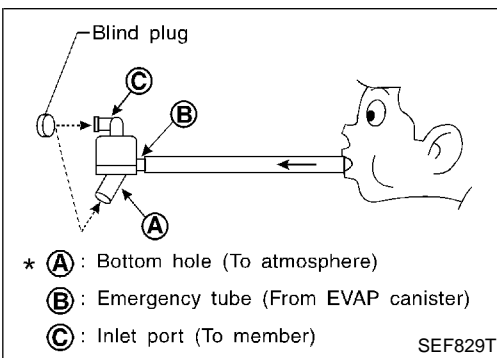 Blind plug
C
B
A
* A : Bottom hole (To atmosphere)
B : Emergency tube (From EVAP canister)
C : Inlet port (To member)
SEF829T